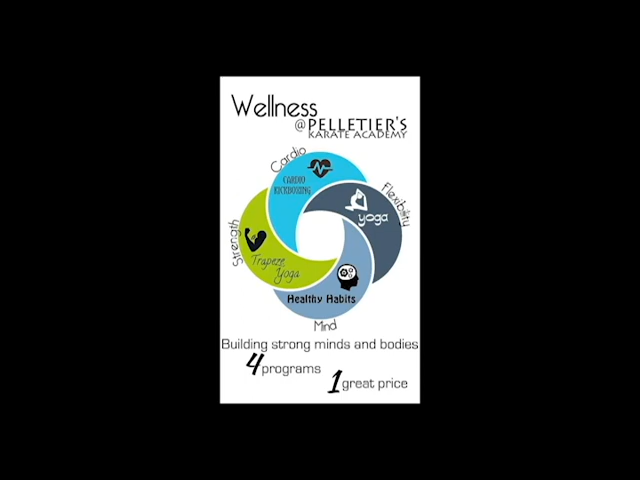 Wellness
@PELLETIER'S
KARATE ACADEMY
Cardio
CARDIO
KICKBOXING
Flexibility
yoga
Strength
Trapeze
Yoga
Healthy Habits
Mind
Building strong minds and bodies
4 programs
1 great price